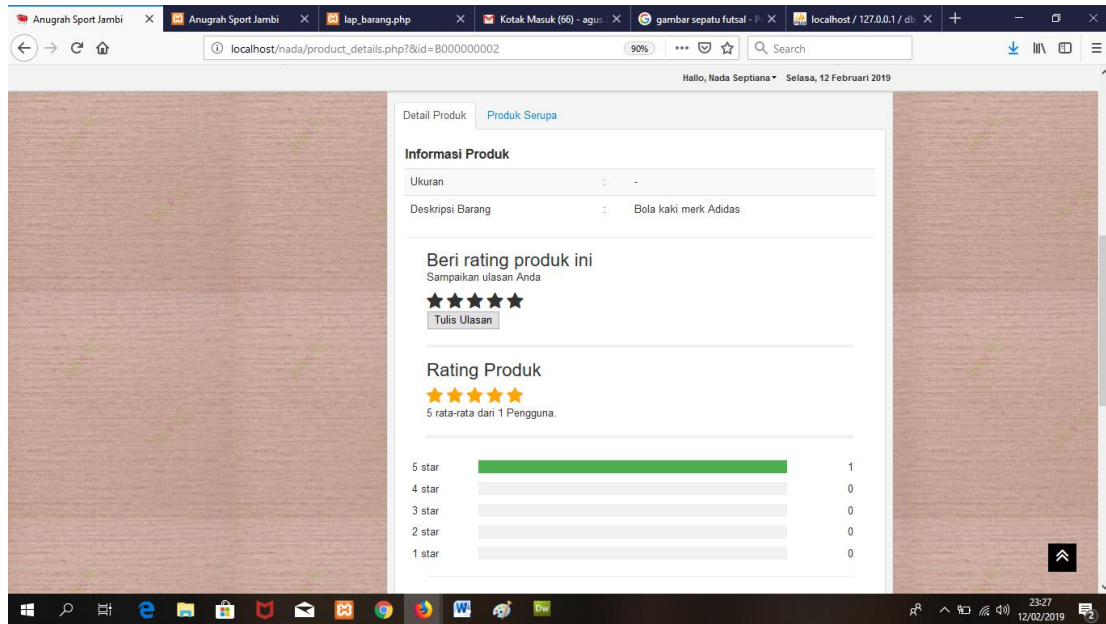 Anugrah Sport Jambi
Anugrah Sport Jambi
lap_barang.php
Kotak Masuk (66) - agus.
gambar sepatu futsal - P
localhost / 127.0.0.1 / db
localhost/nada/product_details.php?&id=B000000002
90%
Search
Hallo, Nada Septiana Selasa, 12 Februari 2019
Detail Produk Produk Serupa
Informasi Produk
Ukuran : -
Deskripsi Barang : Bola kaki merk Adidas
Beri rating produk ini
Sampaikan ulasan Anda
Tulis Ulasan
Rating Produk
5 rata-rata dari 1 Pengguna.
5 star 1
4 star 0
3 star 0
2 star 0
1 star 0
Dw
23:27
12/02/2019
2